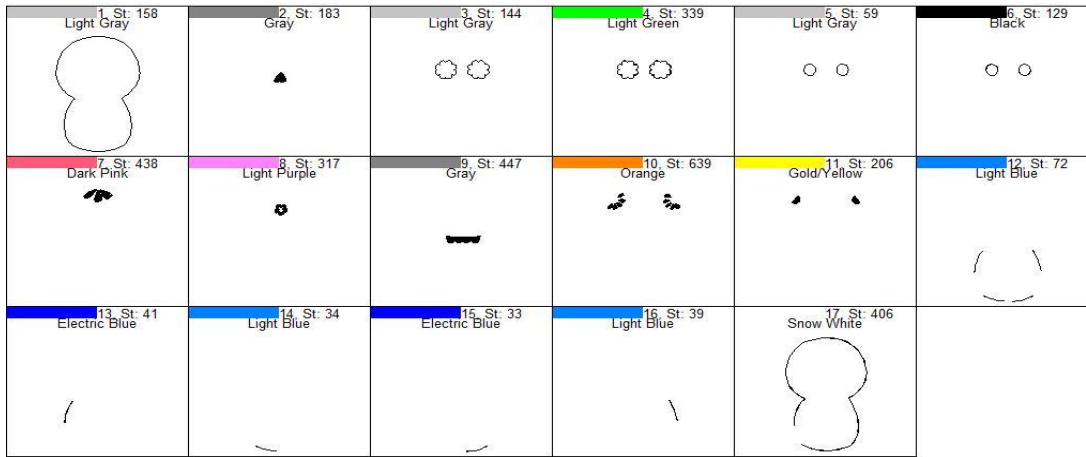 1, St: 158
Light Gray
2, St: 183
Gray
3, St: 144
Light Gray
4, St: 339
Light Green
5, St: 59
Light Gray
6, St: 129
Black
7, St: 438
Dark Pink
8, St: 317
Light Purple
9, St: 447
Gray
10, St: 639
Orange
11, St: 206
Gold/Yellow
12, St: 72
Light Blue
13, St: 41
Electric Blue
14, St: 34
Light Blue
15, St: 33
Electric Blue
16, St: 39
Light Blue
17, St: 406
Snow White